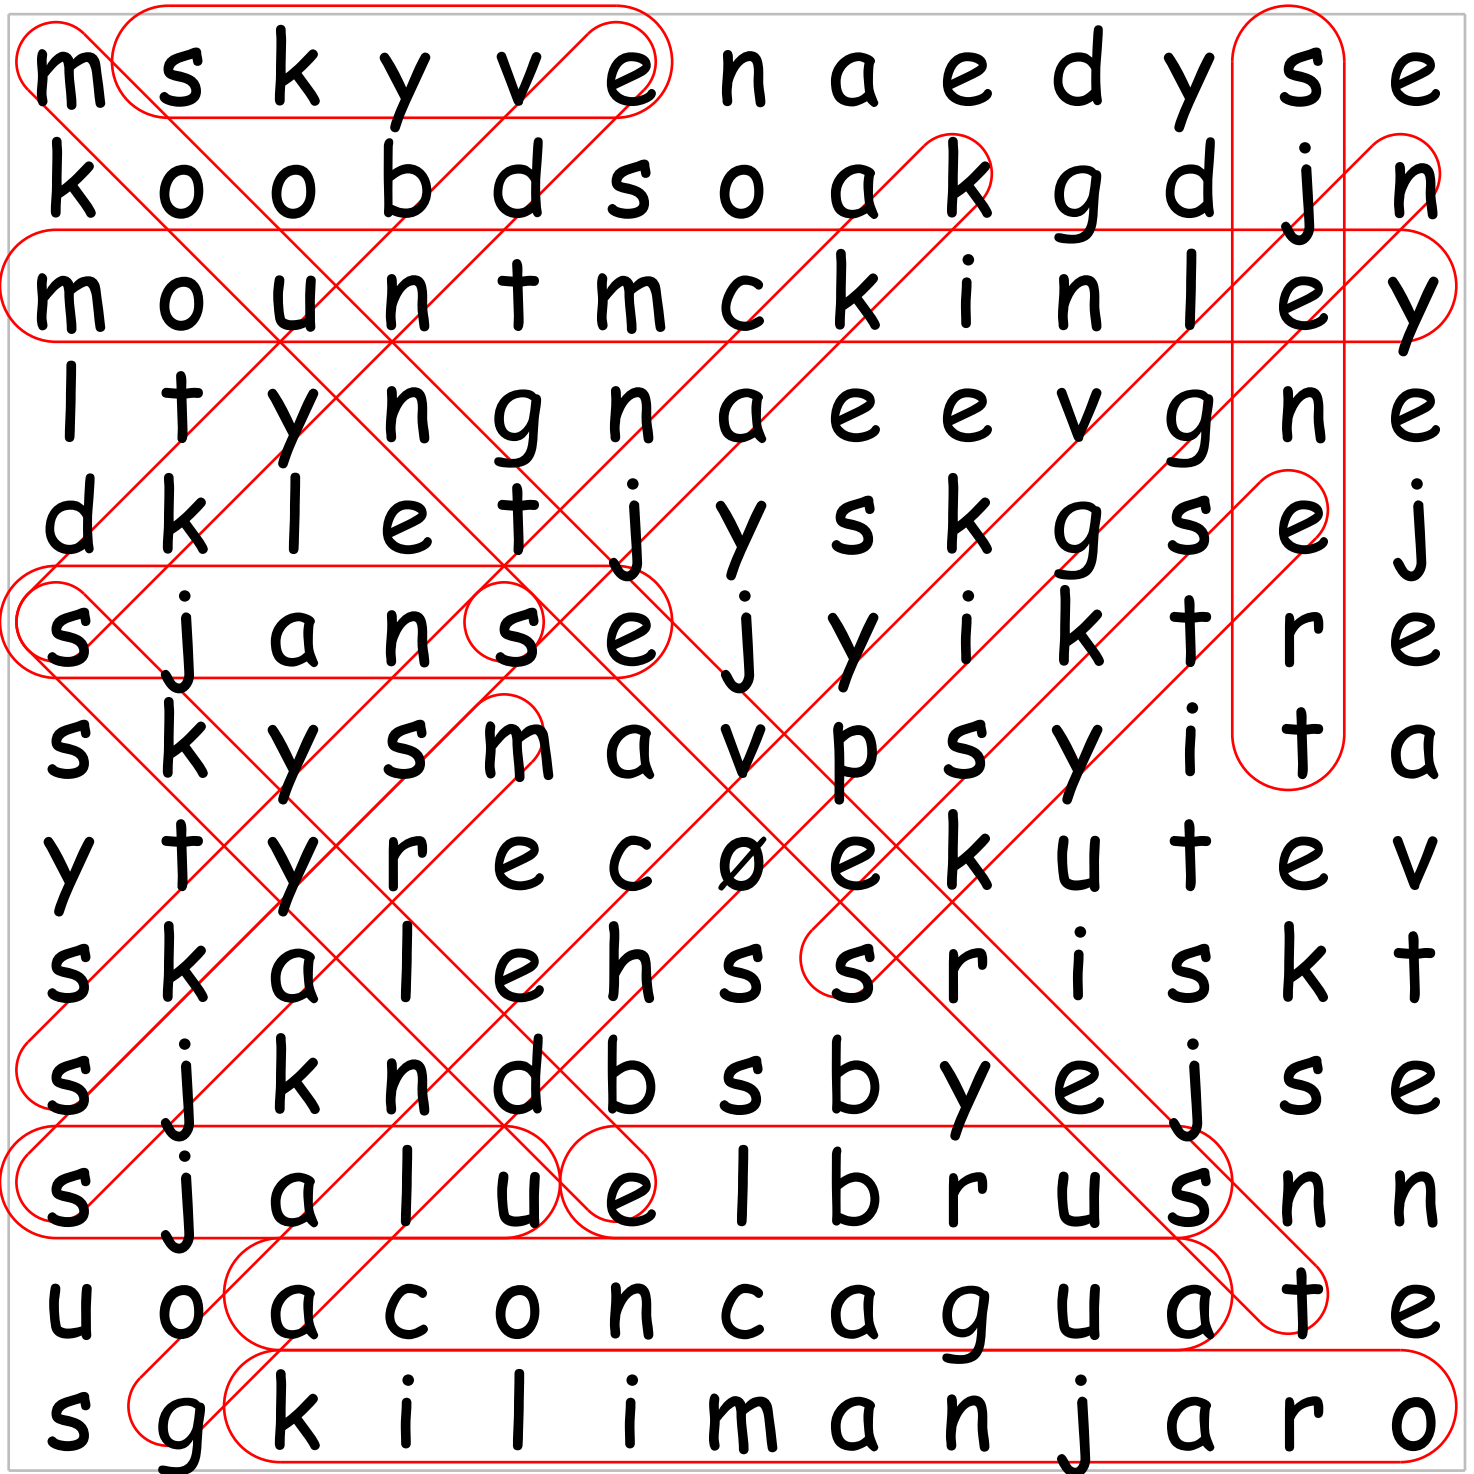 m s k y v e n a e d y s e
k o o b d s o a k g d j n
m o u n t m c k i n l e y
l t y n g n a e e v g n e
d k l e t j y s k g s e j
s j a n s e j y i k t r e
s k y s m a v p s y i t a
y t y r e c ø e k u t e v
s k a l e h s s r i s k t
s j k n d b s b y e j s e
s j a l u e l b r u s n n
u o a c o n c a g u a t e
s g k i l i m a n j a r o